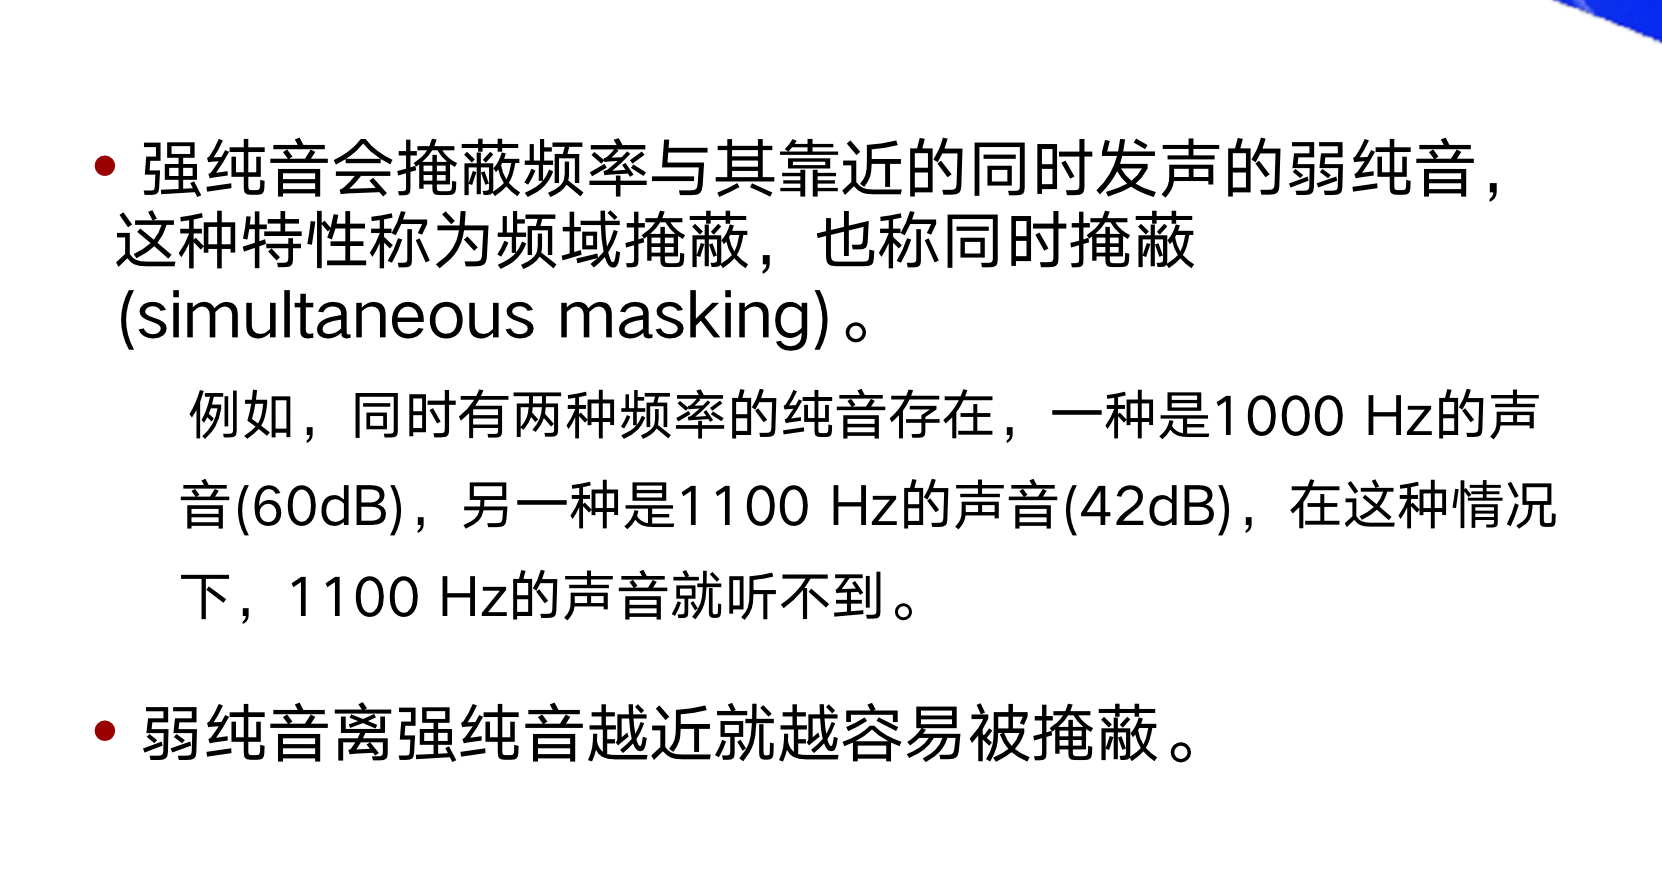 • 强纯音会掩蔽频率与其靠近的同时发声的弱纯音，
这种特性称为频域掩蔽，也称同时掩蔽
(simultaneous masking)。
例如，同时有两种频率的纯音存在，一种是1000 Hz的声
音(60dB)，另一种是1100 Hz的声音(42dB)，在这种情况
下，1100 Hz的声音就听不到。
• 弱纯音离强纯音越近就越容易被掩蔽。